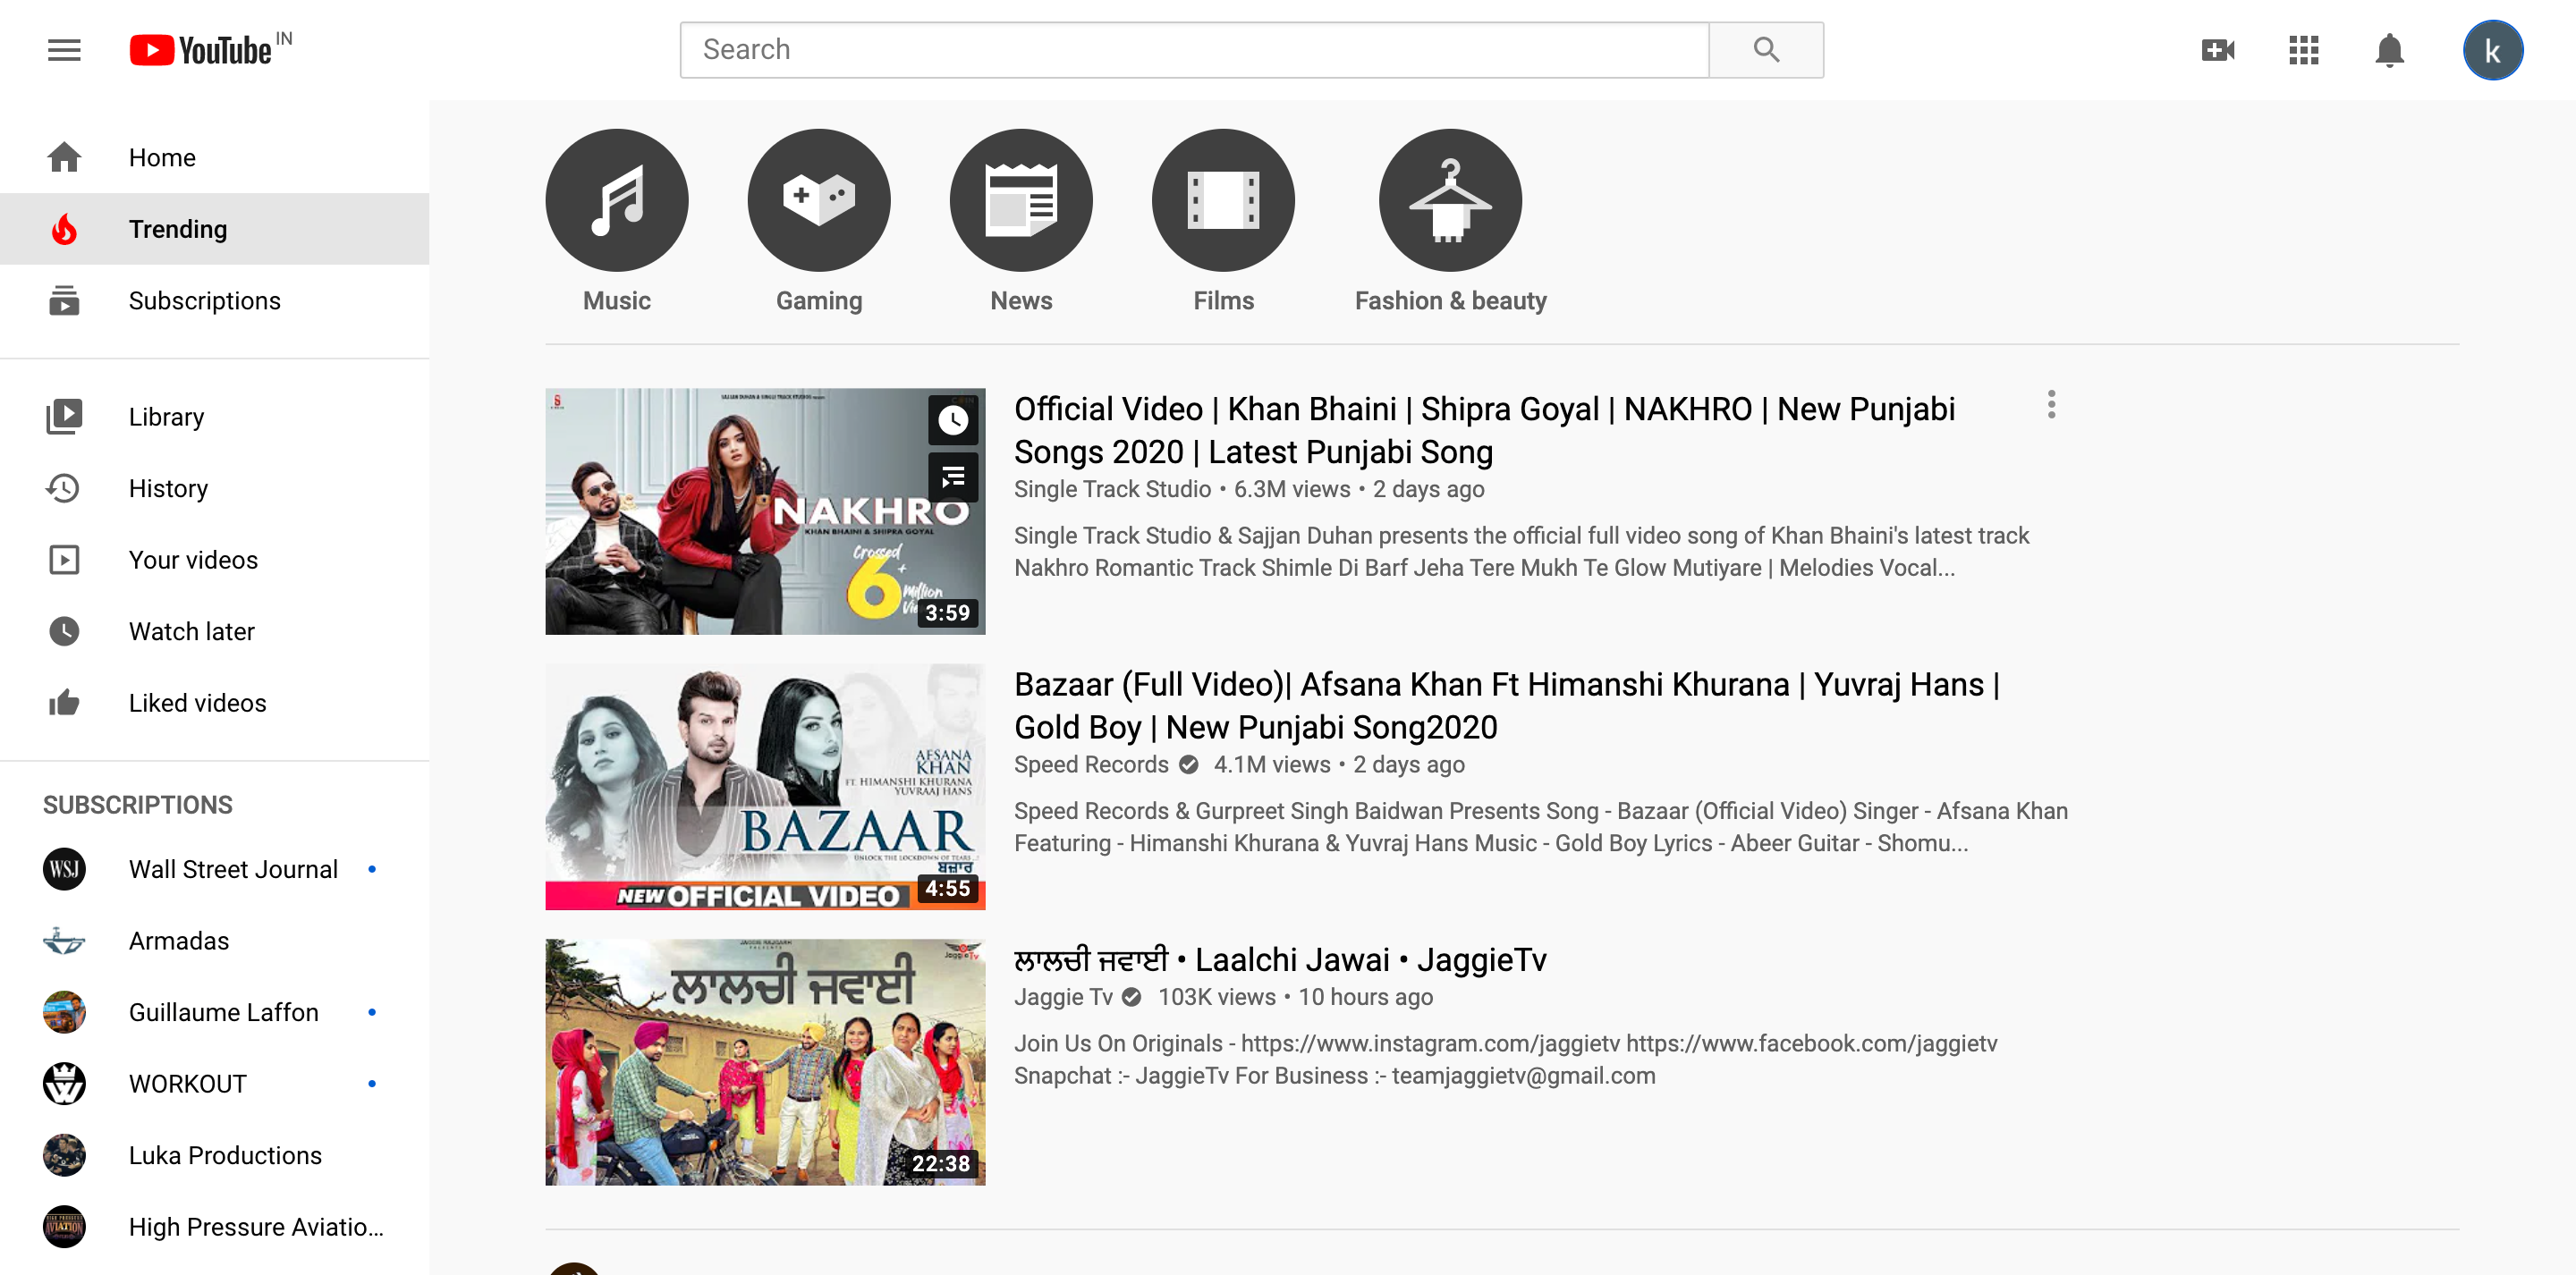 YouTube IN
Search
k
Home
Trending
Subscriptions
Library
History
Your videos
Watch later
Liked videos
SUBSCRIPTIONS
WSJ Wall Street Journal
Armadas
Guillaume Laffon
WORKOUT
Luka Productions
High Pressure Aviatio...
Music
Gaming
News
Films
Fashion & beauty
NAKHRO
KHAN BHAINI & SHIPRA GOYAL
Crossed
6+
Million
3:59
Official Video | Khan Bhaini | Shipra Goyal | NAKHRO | New Punjabi
Songs 2020 | Latest Punjabi Song
Single Track Studio • 6.3M views • 2 days ago
Single Track Studio & Sajjan Duhan presents the official full video song of Khan Bhaini's latest track
Nakhro Romantic Track Shimle Di Barf Jeha Tere Mukh Te Glow Mutiyare | Melodies Vocal...
AFSANA
KHAN
FT. HIMANSHI KHURANA
YUVRAAJ HANS
BAZAAR
UNLOCK THE LOCKDOWN OF TEARS
ਬਜ਼ਾਰ
NEW OFFICIAL VIDEO
4:55
Bazaar (Full Video)| Afsana Khan Ft Himanshi Khurana | Yuvraj Hans |
Gold Boy | New Punjabi Song2020
Speed Records 4.1M views • 2 days ago
Speed Records & Gurpreet Singh Baidwan Presents Song - Bazaar (Official Video) Singer - Afsana Khan
Featuring - Himanshi Khurana & Yuvraj Hans Music - Gold Boy Lyrics - Abeer Guitar - Shomu...
JaggieTv
ਲਾਲਚੀ ਜਵਾਈ
22:38
ਲਾਲਚੀ ਜਵਾਈ • Laalchi Jawai • JaggieTv
Jaggie Tv 103K views • 10 hours ago
Join Us On Originals - https://www.instagram.com/jaggietv https://www.facebook.com/jaggietv
Snapchat :- JaggieTv For Business :- teamjaggietv@gmail.com